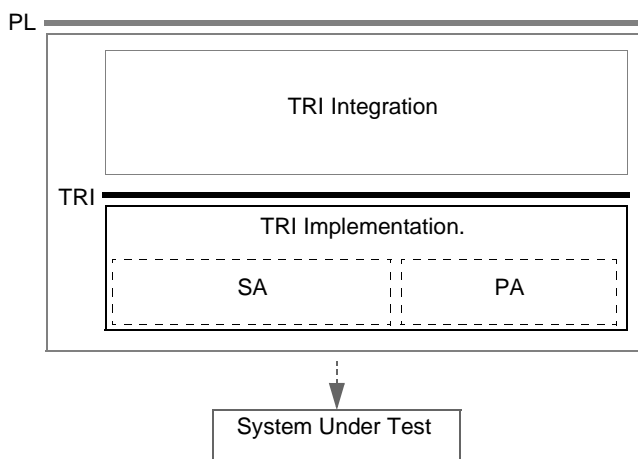 PL
TRI Integration
TRI
TRI Implementation.
SA
PA
System Under Test